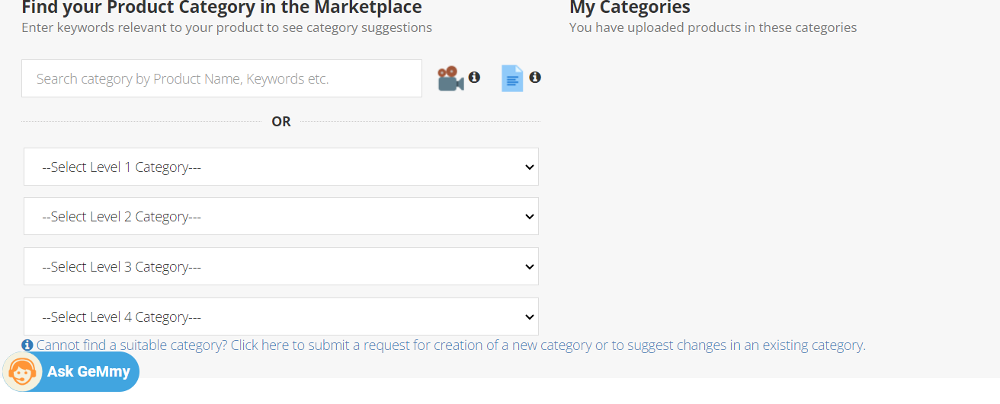 Find your Product Category in the Marketplace
Enter keywords relevant to your product to see category suggestions
Search category by Product Name, Keywords etc.
OR
--Select Level 1 Category---
--Select Level 2 Category---
--Select Level 3 Category---
--Select Level 4 Category---
Cannot find a suitable category? Click here to submit a request for creation of a new category or to suggest changes in an existing category.
Ask GeMmy
My Categories
You have uploaded products in these categories